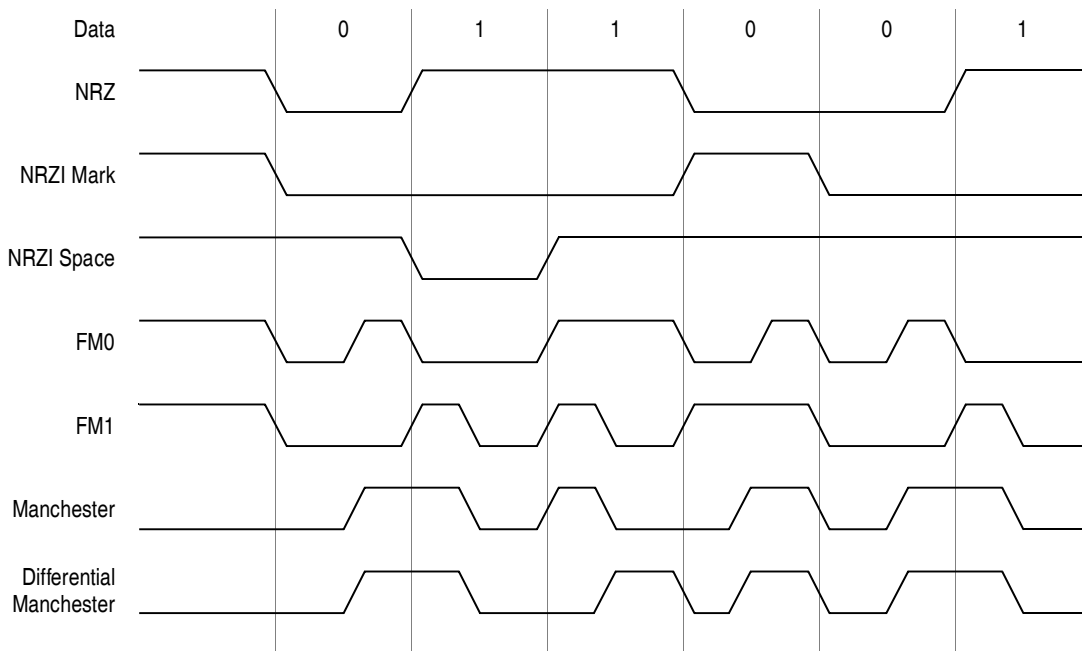 Data 0 1 1 0 0 1
NRZ
NRZI Mark
NRZI Space
FM0
FM1
Manchester
Differential
Manchester